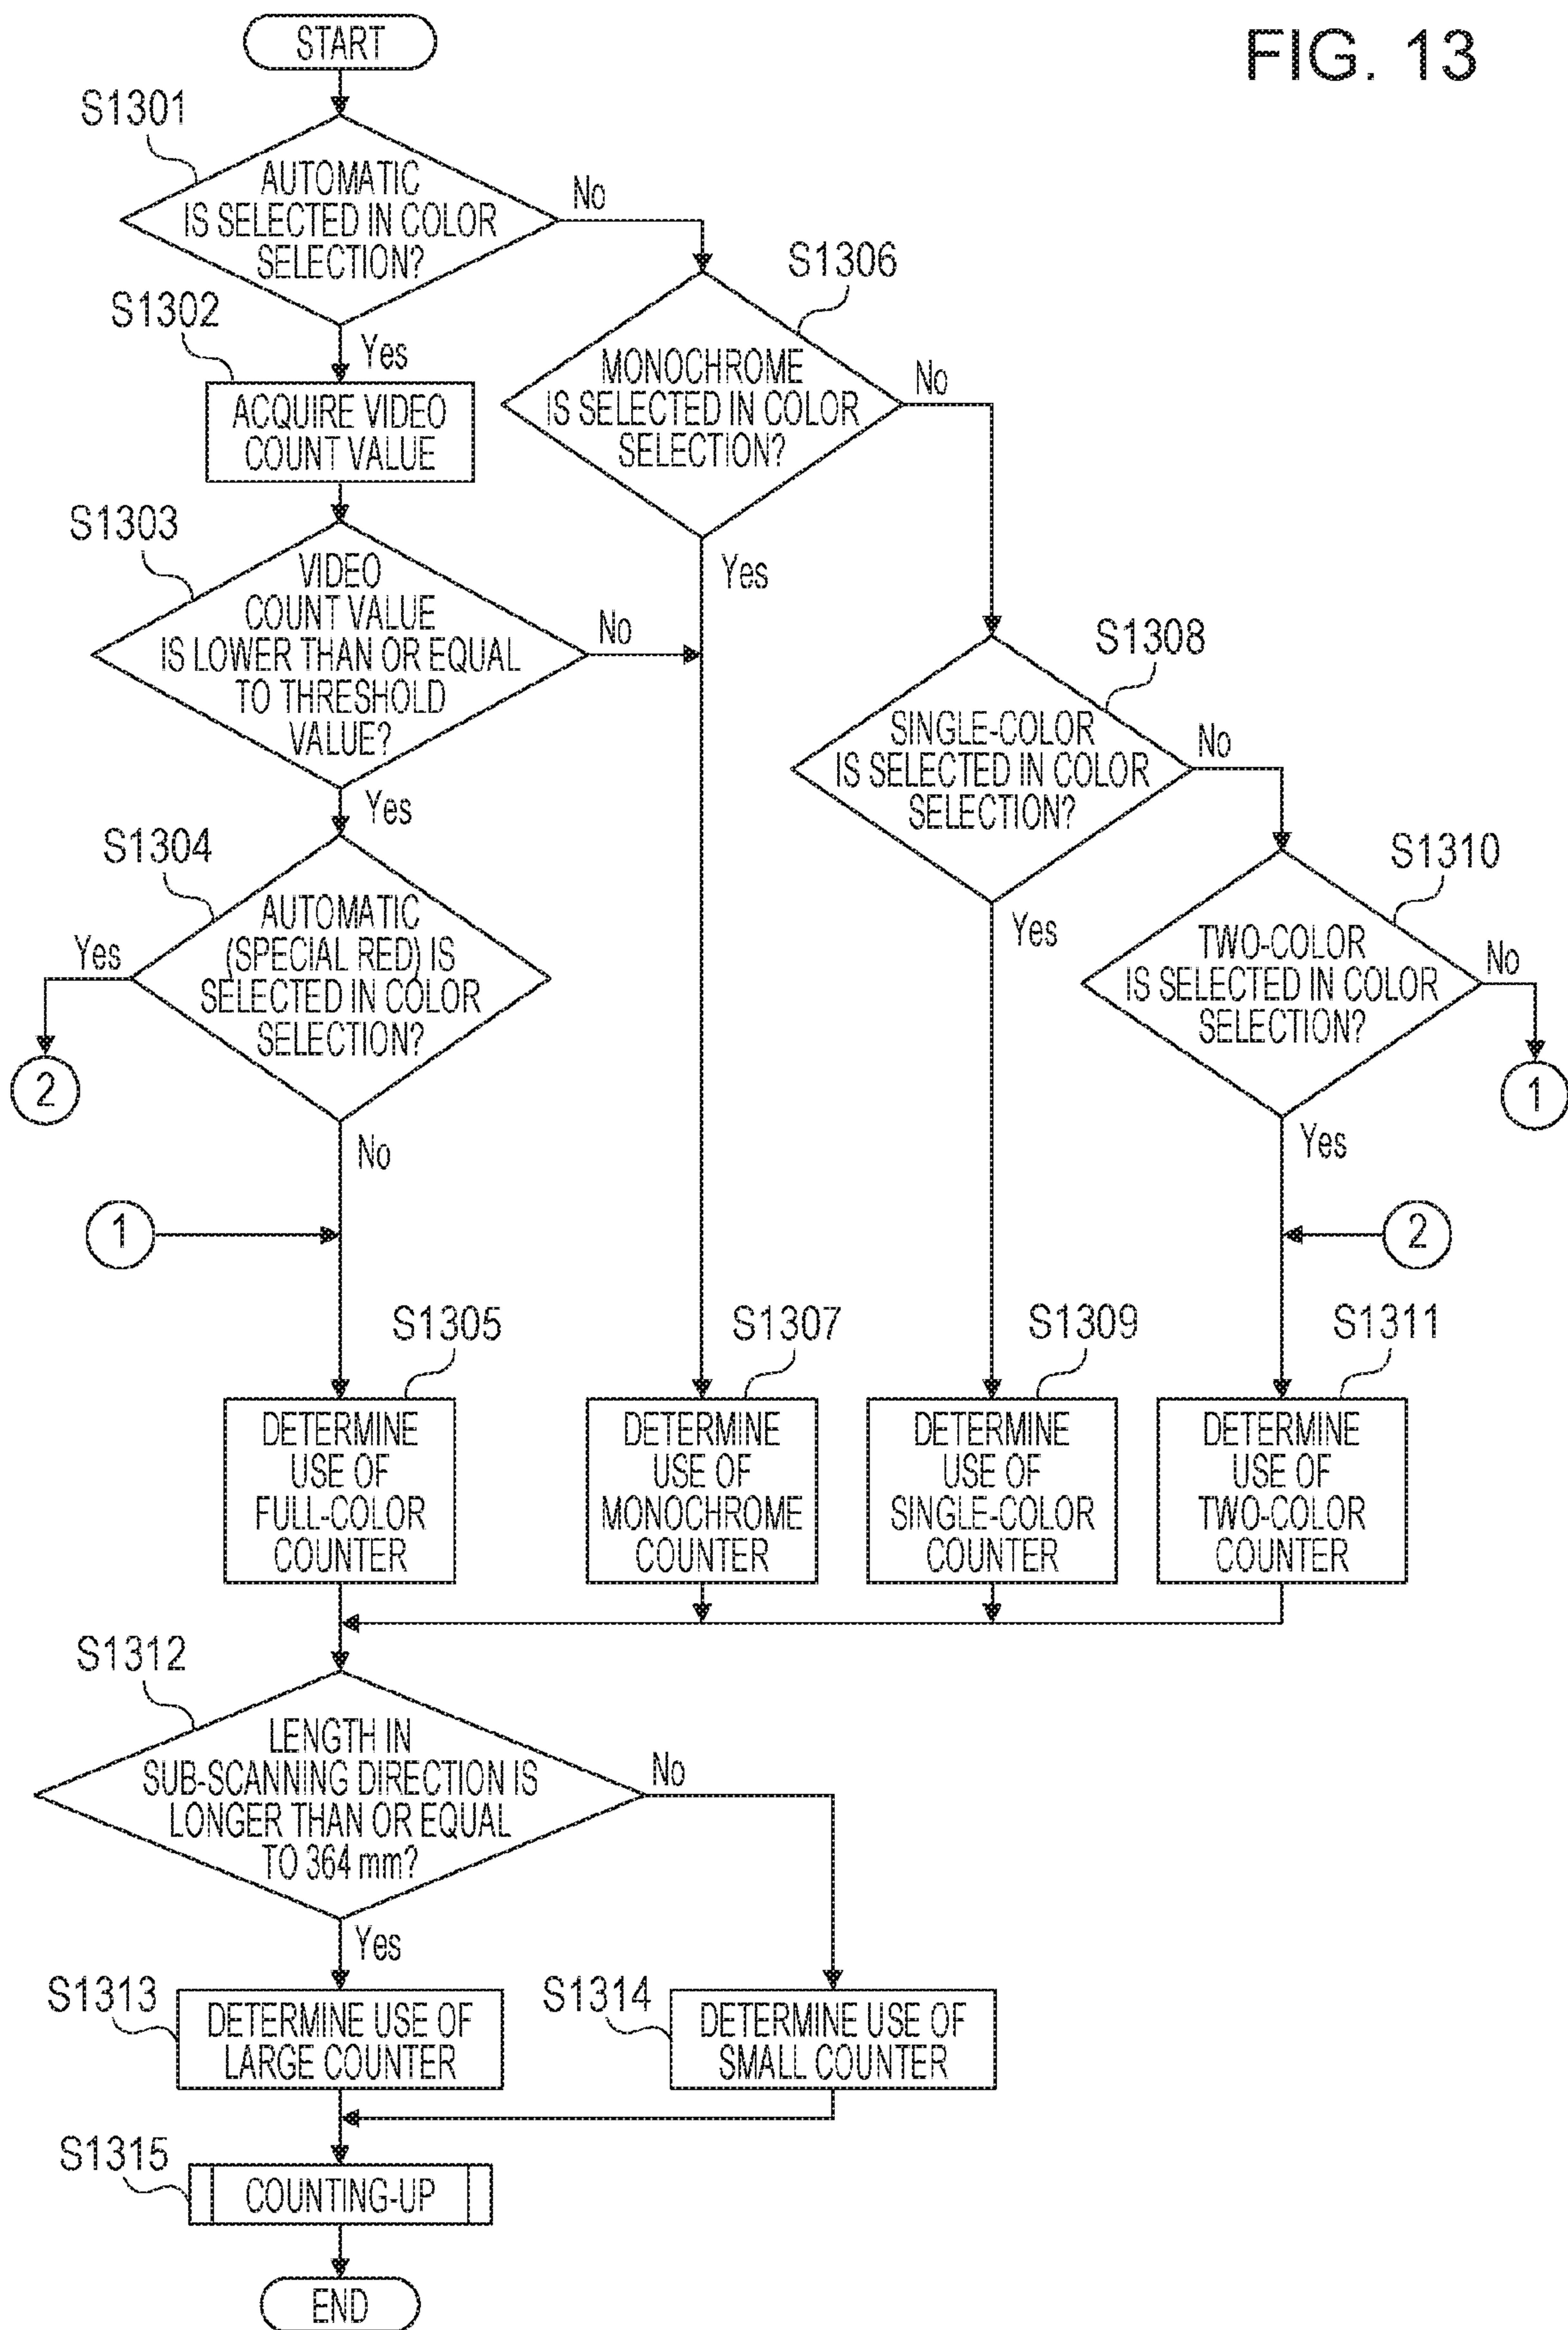 FIG. 13
START
S1301
AUTOMATIC
IS SELECTED IN COLOR
SELECTION?
No
Yes
S1302
ACQUIRE VIDEO
COUNT VALUE
S1303
VIDEO
COUNT VALUE
IS LOWER THAN OR EQUAL
TO THRESHOLD
VALUE?
No
Yes
S1304
AUTOMATIC
(SPECIAL RED) IS
SELECTED IN COLOR
SELECTION?
Yes
2
No
1
S1306
MONOCHROME
IS SELECTED IN COLOR
SELECTION?
No
Yes
S1308
SINGLE-COLOR
IS SELECTED IN COLOR
SELECTION?
No
Yes
S1310
TWO-COLOR
IS SELECTED IN COLOR
SELECTION?
No
1
Yes
2
S1305
DETERMINE
USE OF
FULL-COLOR
COUNTER
S1307
DETERMINE
USE OF
MONOCHROME
COUNTER
S1309
DETERMINE
USE OF
SINGLE-COLOR
COUNTER
S1311
DETERMINE
USE OF
TWO-COLOR
COUNTER
S1312
LENGTH IN
SUB-SCANNING DIRECTION IS
LONGER THAN OR EQUAL
TO 364 mm?
No
Yes
S1313
DETERMINE USE OF
LARGE COUNTER
S1314
DETERMINE USE OF
SMALL COUNTER
S1315
COUNTING-UP
END